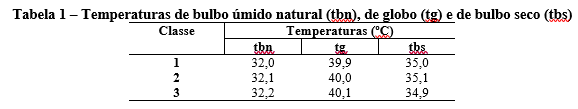 Tabela 1 – Temperaturas de bulbo úmido natural (tbn), de globo (tg) e de bulbo seco (tbs)
Classe Temperaturas (ºC)
tbn tg tbs
1 32,0 39,9 35,0
2 32,1 40,0 35,1
3 32,2 40,1 34,9